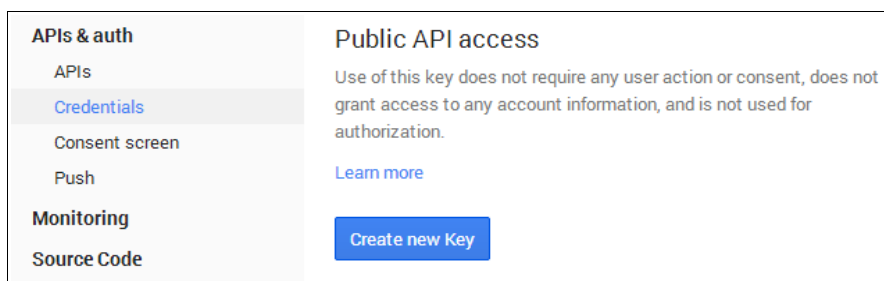 APIs & auth
APIs
Credentials
Consent screen
Push
Monitoring
Source Code
Public API access
Use of this key does not require any user action or consent, does not
grant access to any account information, and is not used for
authorization.
Learn more
Create new Key